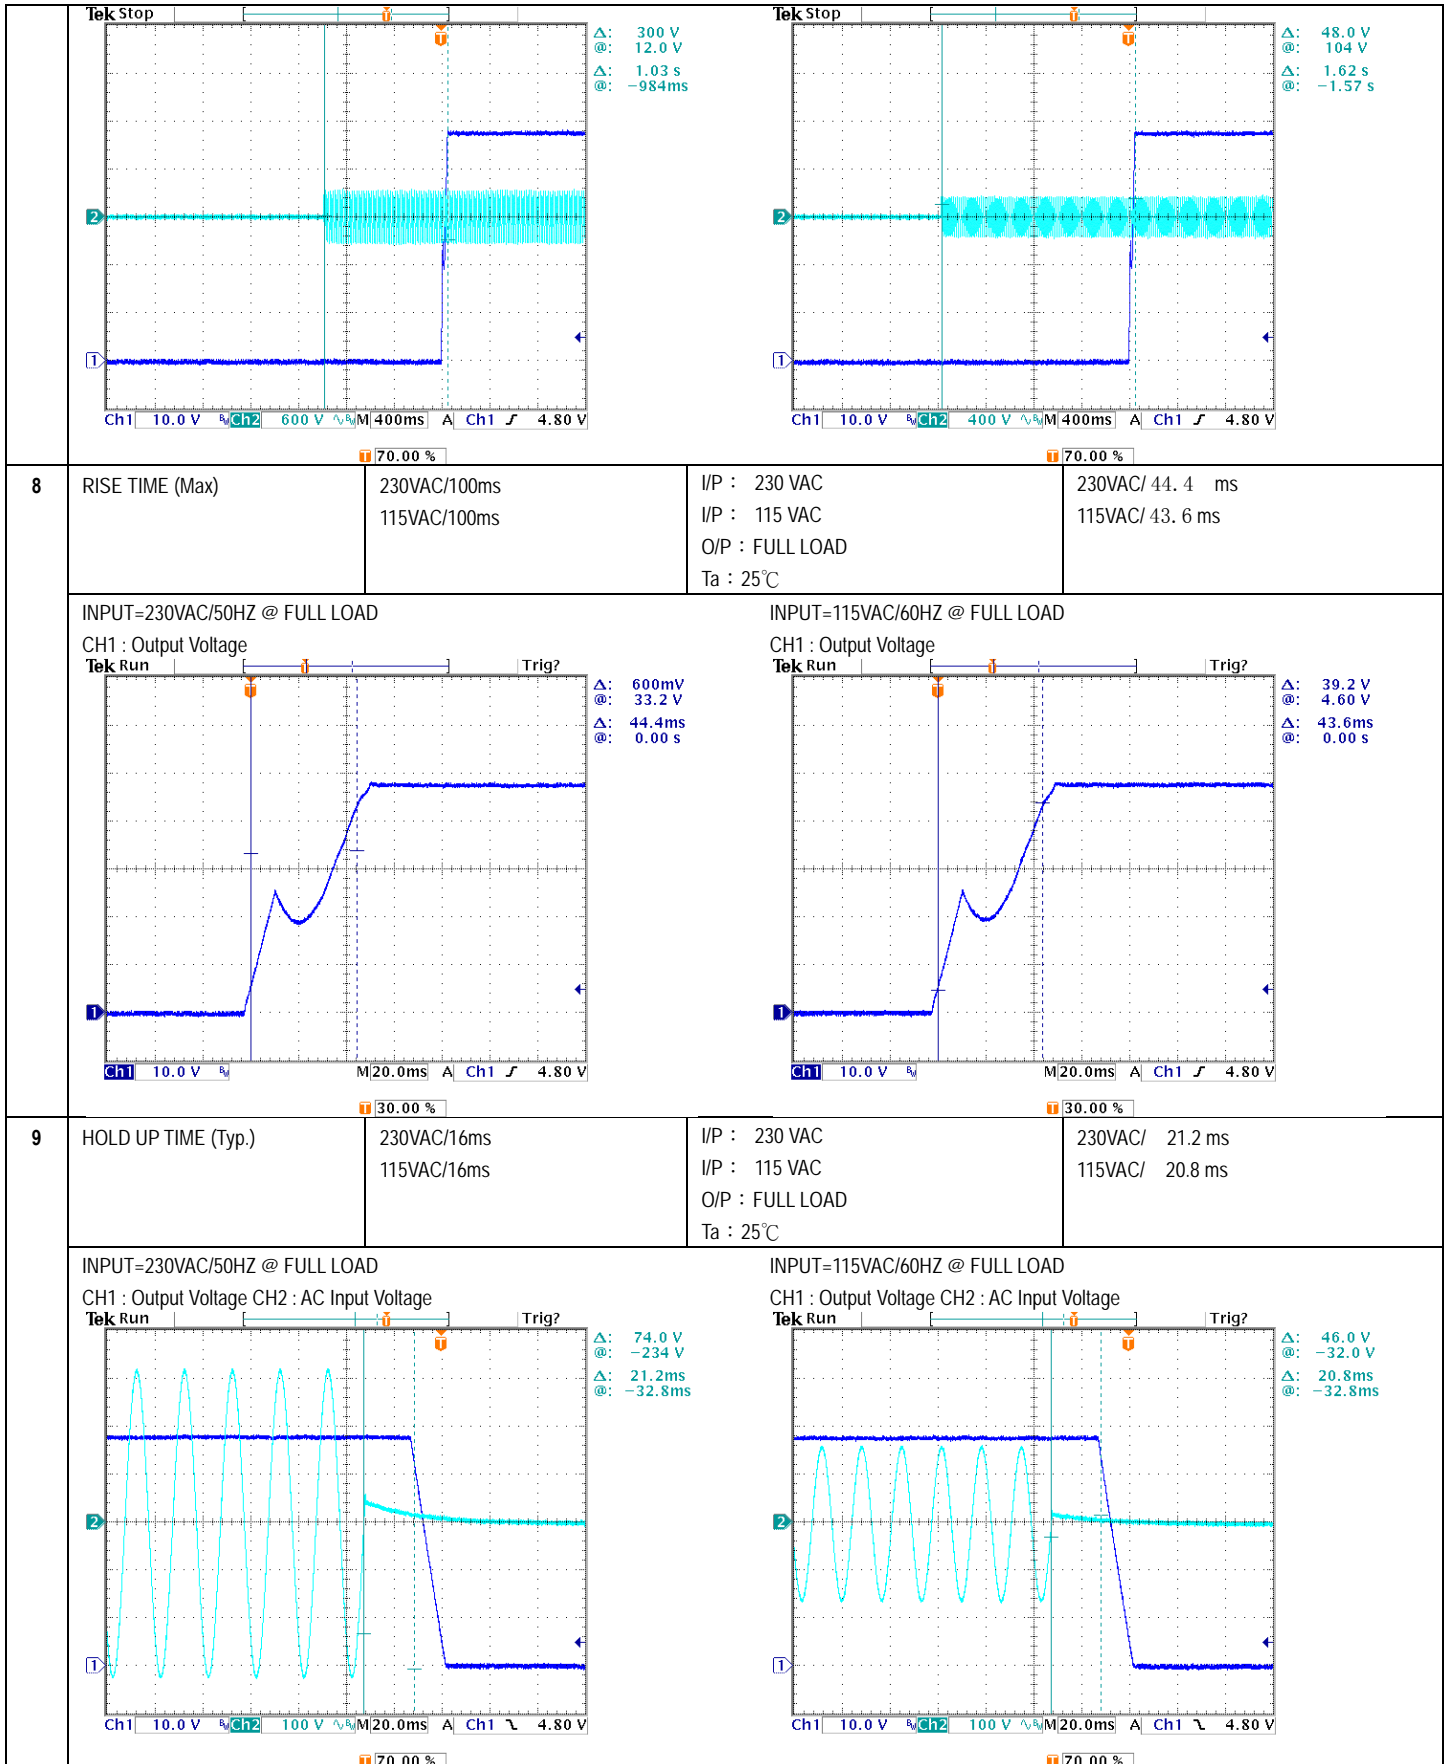 Tek Stop
Δ: 300 V
@: 12.0 V
Δ: 1.03 s
@: −984ms
2
1
Ch1 10.0 V BW Ch2 600 V ∿BW M 400ms A Ch1 ʃ 4.80 V
T 70.00 %
Tek Stop
Δ: 48.0 V
@: 104 V
Δ: 1.62 s
@: −1.57 s
2
1
Ch1 10.0 V BW Ch2 400 V ∿BW M 400ms A Ch1 ʃ 4.80 V
T 70.00 %
8
RISE TIME (Max)
230VAC/100ms
115VAC/100ms
I/P： 230 VAC
I/P： 115 VAC
O/P：FULL LOAD
Ta：25℃
230VAC/ 44.4 ms
115VAC/ 43.6 ms
INPUT=230VAC/50HZ @ FULL LOAD
CH1 : Output Voltage
Tek Run Trig?
Δ: 600mV
@: 33.2 V
Δ: 44.4ms
@: 0.00 s
1
Ch1 10.0 V BW M 20.0ms A Ch1 ʃ 4.80 V
T 30.00 %
INPUT=115VAC/60HZ @ FULL LOAD
CH1 : Output Voltage
Tek Run Trig?
Δ: 39.2 V
@: 4.60 V
Δ: 43.6ms
@: 0.00 s
1
Ch1 10.0 V BW M 20.0ms A Ch1 ʃ 4.80 V
T 30.00 %
9
HOLD UP TIME (Typ.)
230VAC/16ms
115VAC/16ms
I/P： 230 VAC
I/P： 115 VAC
O/P：FULL LOAD
Ta：25℃
230VAC/ 21.2 ms
115VAC/ 20.8 ms
INPUT=230VAC/50HZ @ FULL LOAD
CH1 : Output Voltage CH2 : AC Input Voltage
Tek Run Trig?
Δ: 74.0 V
@: −234 V
Δ: 21.2ms
@: −32.8ms
2
1
Ch1 10.0 V BW Ch2 100 V ∿BW M 20.0ms A Ch1 ʅ 4.80 V
T 70.00 %
INPUT=115VAC/60HZ @ FULL LOAD
CH1 : Output Voltage CH2 : AC Input Voltage
Tek Run Trig?
Δ: 46.0 V
@: −32.0 V
Δ: 20.8ms
@: −32.8ms
2
1
Ch1 10.0 V BW Ch2 100 V ∿BW M 20.0ms A Ch1 ʅ 4.80 V
T 70.00 %